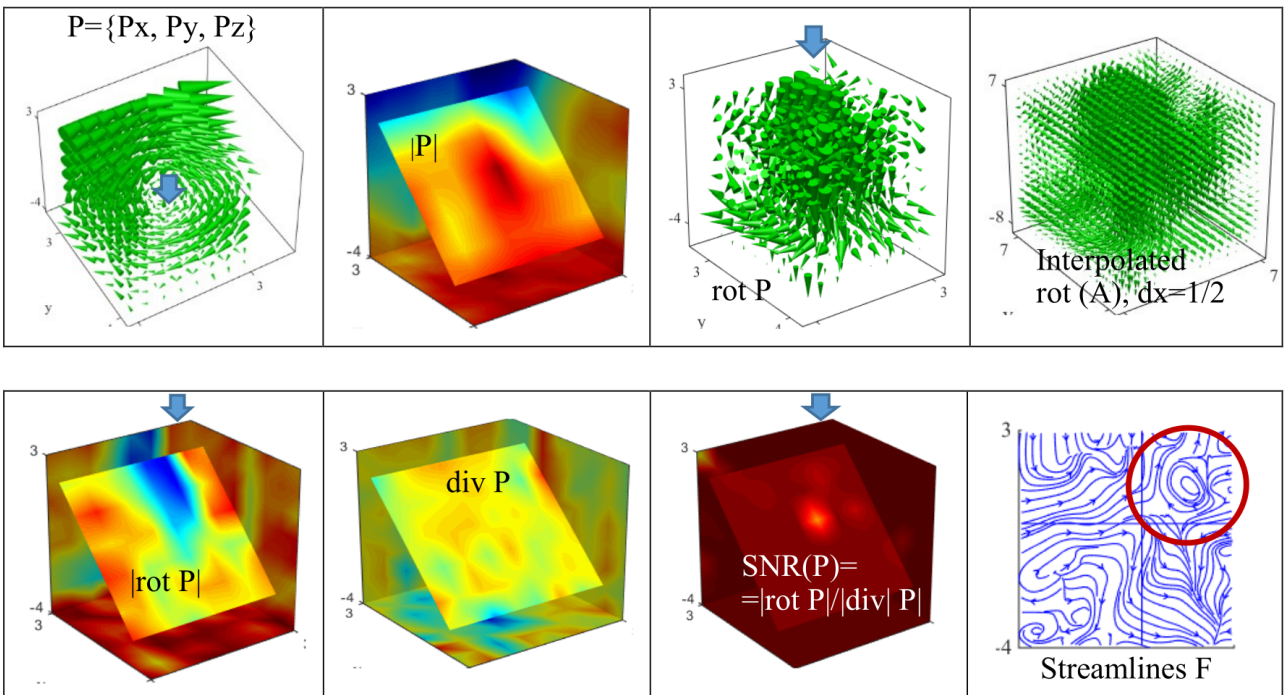 P={Px, Py, Pz}
3
-4
3
3
y
3
|P|
-4
3
3
-4
3
rot P
3
y
7
-8
7
Interpolated
rot (A), dx=1/2
7
3
|rot P|
-4
3
3
div P
-4
3
3
SNR(P)=
=|rot P|/|div| P|
-4
3
3
-4
Streamlines F